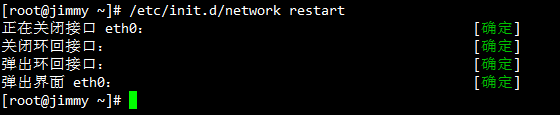 [root@jimmy ~]# /etc/init.d/network restart
正在关闭接口 eth0： [确定]
关闭环回接口： [确定]
弹出环回接口： [确定]
弹出界面 eth0： [确定]
[root@jimmy ~]#